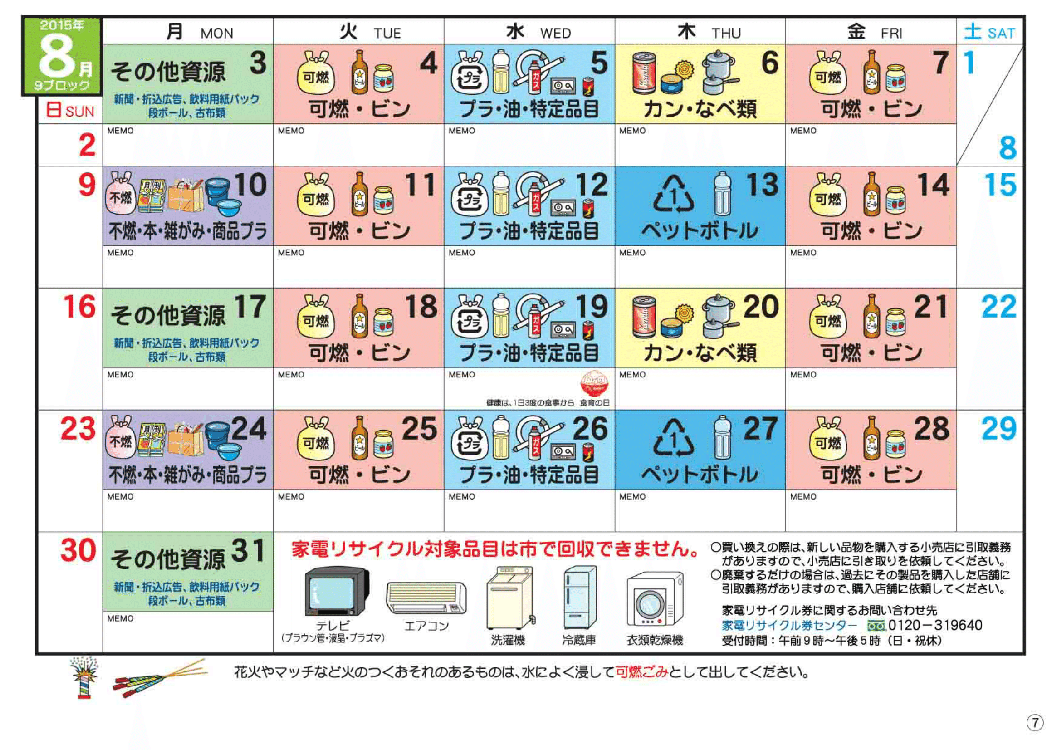 2015年
8月
9ブロック
月 MON
火 TUE
水 WED
木 THU
金 FRI
土 SAT
日 SUN
その他資源 3
新聞・折込広告、飲料用紙パック
段ボール、古布類
可燃
4
可燃・ビン
プラ
ガス
5
プラ・油・特定品目
6
カン・なべ類
可燃
7
可燃・ビン
1
8
2
MEMO
MEMO
MEMO
MEMO
MEMO
9
不燃
月刊
10
不燃・本・雑がみ・商品プラ
可燃
11
可燃・ビン
プラ
ガス
12
プラ・油・特定品目
1
13
ペットボトル
可燃
14
可燃・ビン
15
MEMO
MEMO
MEMO
MEMO
MEMO
16
その他資源 17
新聞・折込広告、飲料用紙パック
段ボール、古布類
可燃
18
可燃・ビン
プラ
ガス
19
プラ・油・特定品目
20
カン・なべ類
可燃
21
可燃・ビン
22
MEMO
MEMO
MEMO
健康は、1日3度の食事から 食育の日
MEMO
MEMO
23
不燃
月刊
24
不燃・本・雑がみ・商品プラ
可燃
25
可燃・ビン
プラ
ガス
26
プラ・油・特定品目
1
27
ペットボトル
可燃
28
可燃・ビン
29
MEMO
MEMO
MEMO
MEMO
MEMO
30
その他資源 31
新聞・折込広告、飲料用紙パック
段ボール、古布類
MEMO
家電リサイクル対象品目は市で回収できません。
テレビ
(ブラウン管・液晶・プラズマ)
エアコン
洗濯機
冷蔵庫
衣類乾燥機
○買い換えの際は、新しい品物を購入する小売店に引取義務
がありますので、小売店に引き取りを依頼してください。
○廃棄するだけの場合は、過去にその製品を購入した店舗に
引取義務がありますので、購入店舗に依頼してください。
家電リサイクル券に関するお問い合わせ先
家電リサイクル券センター 0120－319640
受付時間：午前9時～午後5時（日・祝休）
花火やマッチなど火のつくおそれのあるものは、水によく浸して可燃ごみとして出してください。
⑦